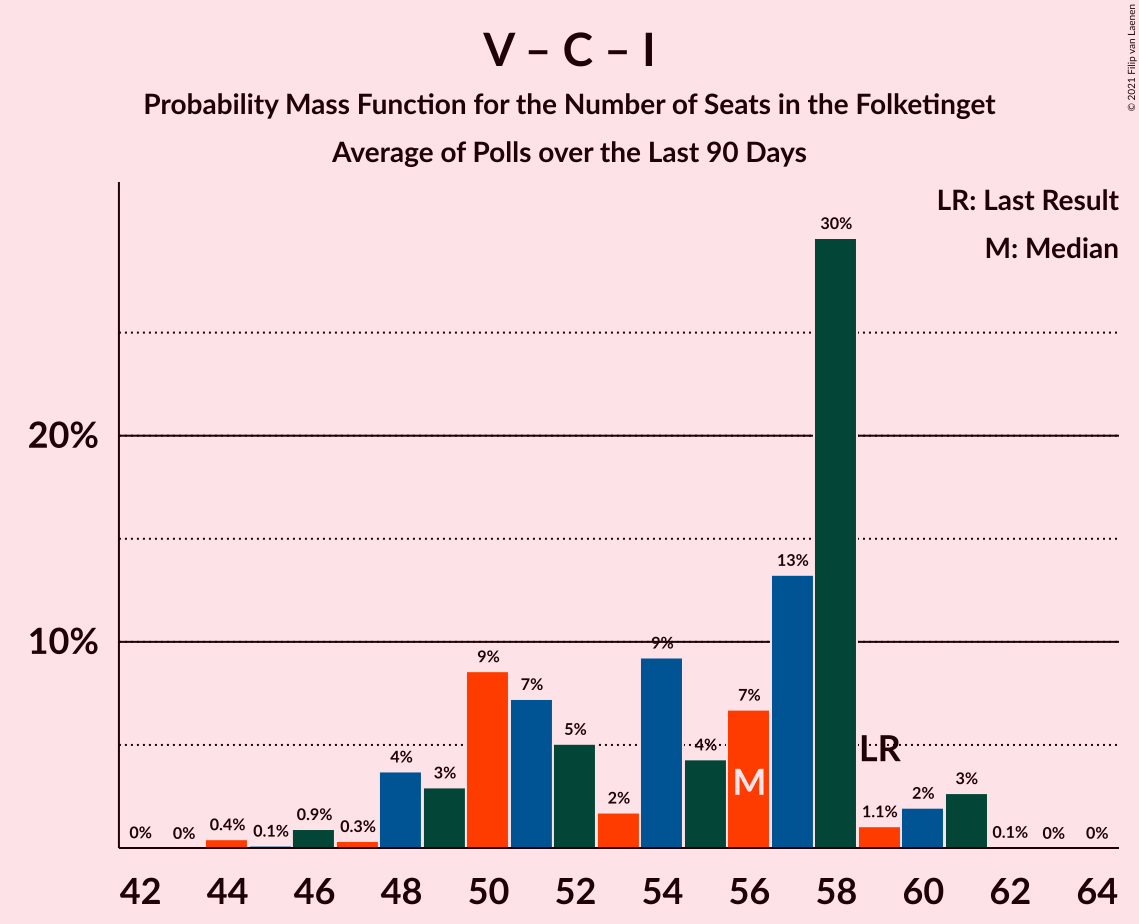 V – C – I
Probability Mass Function for the Number of Seats in the Folketinget
Average of Polls over the Last 90 Days
© 2021 Filip van Laenen
LR: Last Result
M: Median
20%
10%
0%
0%
0.4%
0.1%
0.9%
0.3%
4%
3%
9%
7%
5%
2%
9%
4%
7%
13%
30%
1.1%
2%
3%
0.1%
0%
0%
M
LR
42 44 46 48 50 52 54 56 58 60 62 64